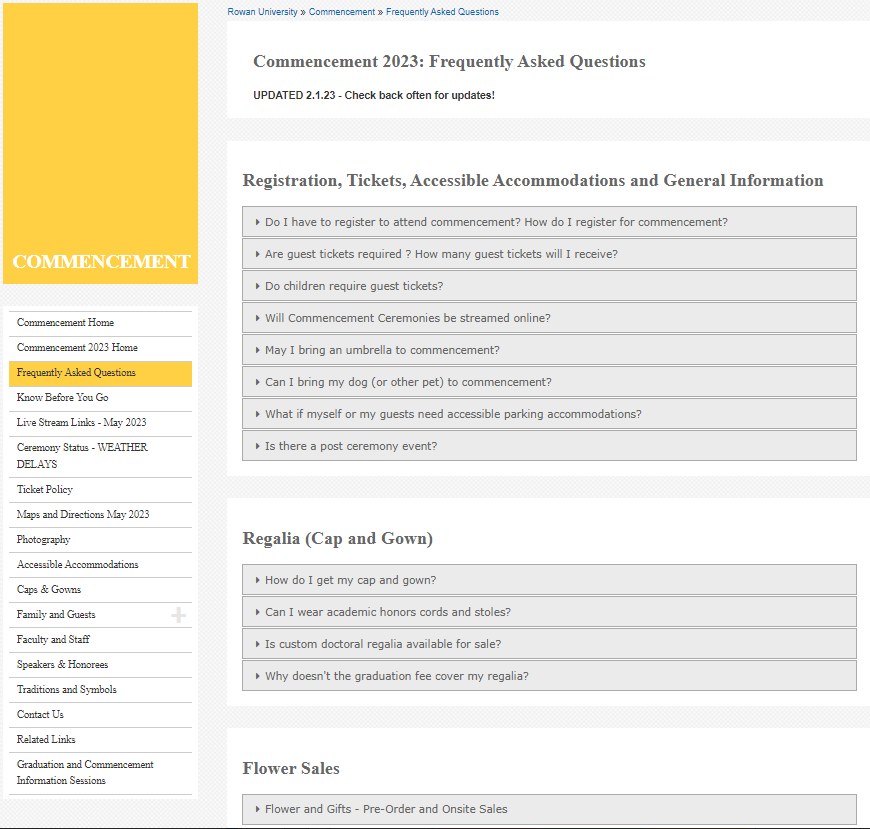 Rowan University » Commencement » Frequently Asked Questions
COMMENCEMENT
Commencement Home
Commencement 2023 Home
Frequently Asked Questions
Know Before You Go
Live Stream Links - May 2023
Ceremony Status - WEATHER
DELAYS
Ticket Policy
Maps and Directions May 2023
Photography
Accessible Accommodations
Caps & Gowns
Family and Guests
Faculty and Staff
Speakers & Honorees
Traditions and Symbols
Contact Us
Related Links
Graduation and Commencement
Information Sessions
Commencement 2023: Frequently Asked Questions
UPDATED 2.1.23 - Check back often for updates!
Registration, Tickets, Accessible Accommodations and General Information
Do I have to register to attend commencement? How do I register for commencement?
Are guest tickets required ? How many guest tickets will I receive?
Do children require guest tickets?
Will Commencement Ceremonies be streamed online?
May I bring an umbrella to commencement?
Can I bring my dog (or other pet) to commencement?
What if myself or my guests need accessible parking accommodations?
Is there a post ceremony event?
Regalia (Cap and Gown)
How do I get my cap and gown?
Can I wear academic honors cords and stoles?
Is custom doctoral regalia available for sale?
Why doesn't the graduation fee cover my regalia?
Flower Sales
Flower and Gifts - Pre-Order and Onsite Sales